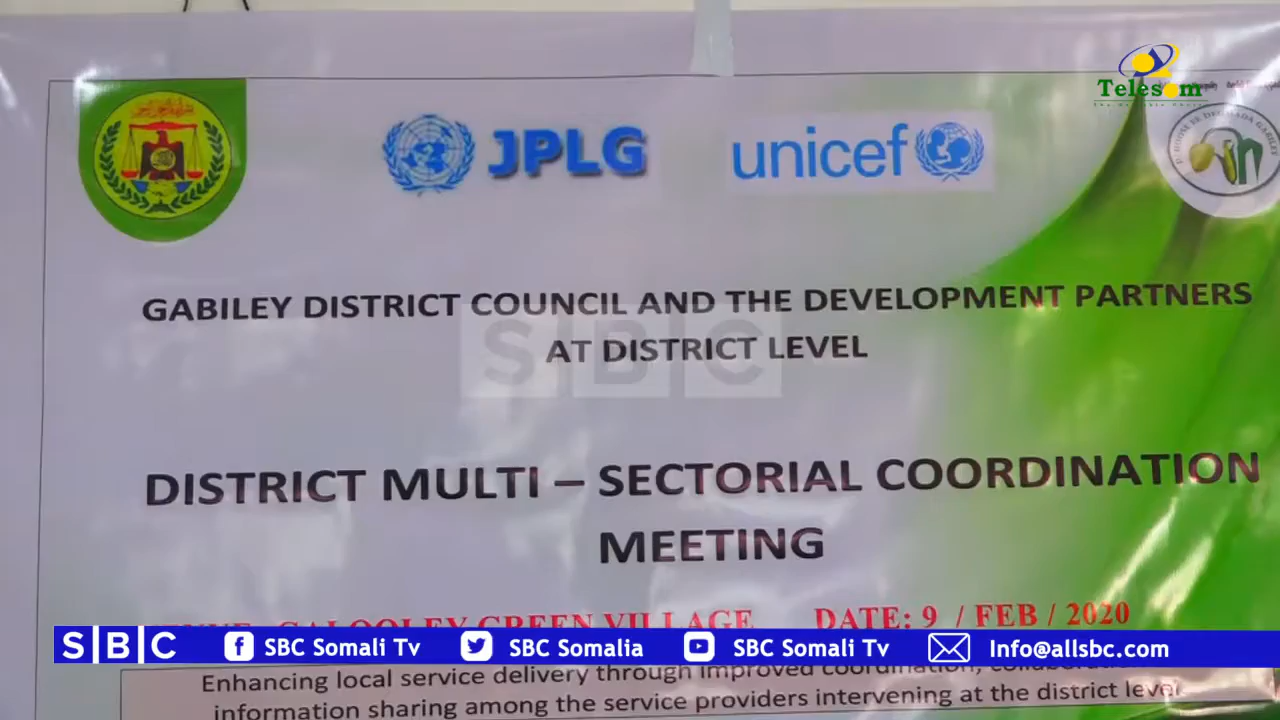 Telesom
JPLG
unicef
GABILEY DISTRICT COUNCIL AND THE DEVELOPMENT PARTNERS
AT DISTRICT LEVEL
SBC
DISTRICT MULTI – SECTORIAL COORDINATION
MEETING
GREEN VILLAGE DATE: 9 / FEB / 2020
SBC SBC Somali Tv SBC Somalia SBC Somali Tv Info@allsbc.com
Enhancing local service delivery through improved coordination,
information sharing among the service providers intervening at the district level.